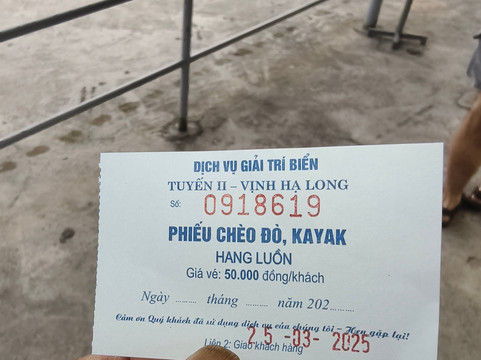 DỊCH VỤ GIẢI TRÍ BIỂN
TUYẾN II – VỊNH HẠ LONG
Số: 0918619
PHIẾU CHÈO ĐÒ, KAYAK
HANG LUỒN
Giá vé: 50.000 đồng/khách
Ngày .......... tháng .......... năm 202..........
Cám ơn Quý khách đã sử dụng dịch vụ của chúng tôi – Hẹn gặp lại!
25-03-2025
Liên 2: Giao khách hàng